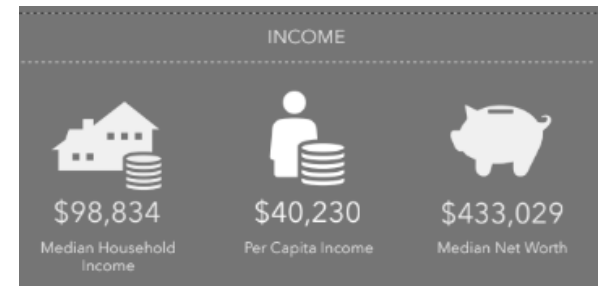 INCOME
$98,834
$40,230
$433,029
Median Household
Income
Per Capita Income
Median Net Worth